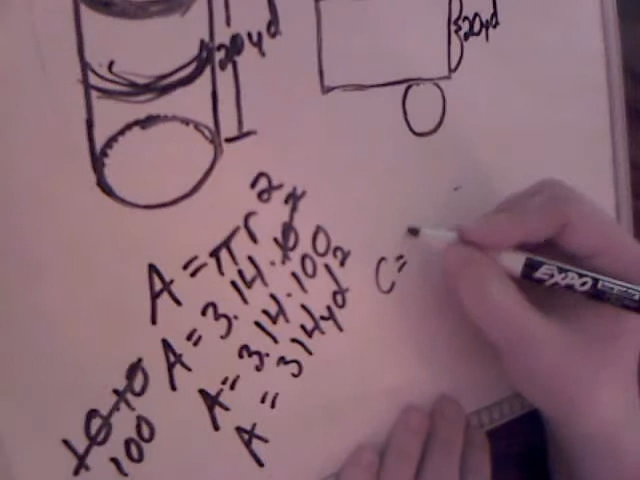 20yd
20yd
A = πr²
A = 3.14 · 10²
A = 3.14 · 100
A = 314yd²
10 · 10
100
C =
EXPO